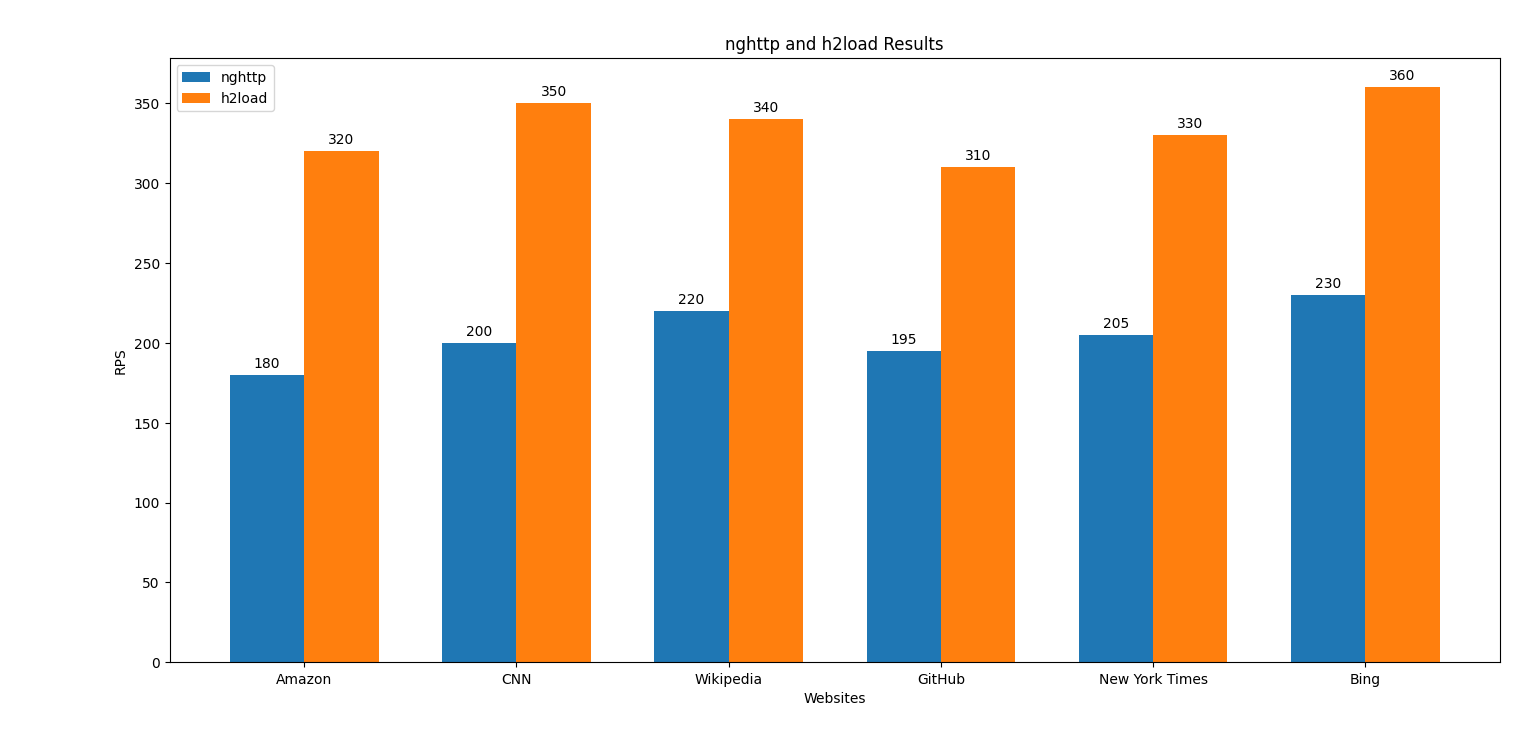 nghttp and h2load Results
nghttp
h2load
RPS
350
300
250
200
150
100
50
0
180
320
200
350
220
340
195
310
205
330
230
360
Amazon
CNN
Wikipedia
GitHub
New York Times
Bing
Websites